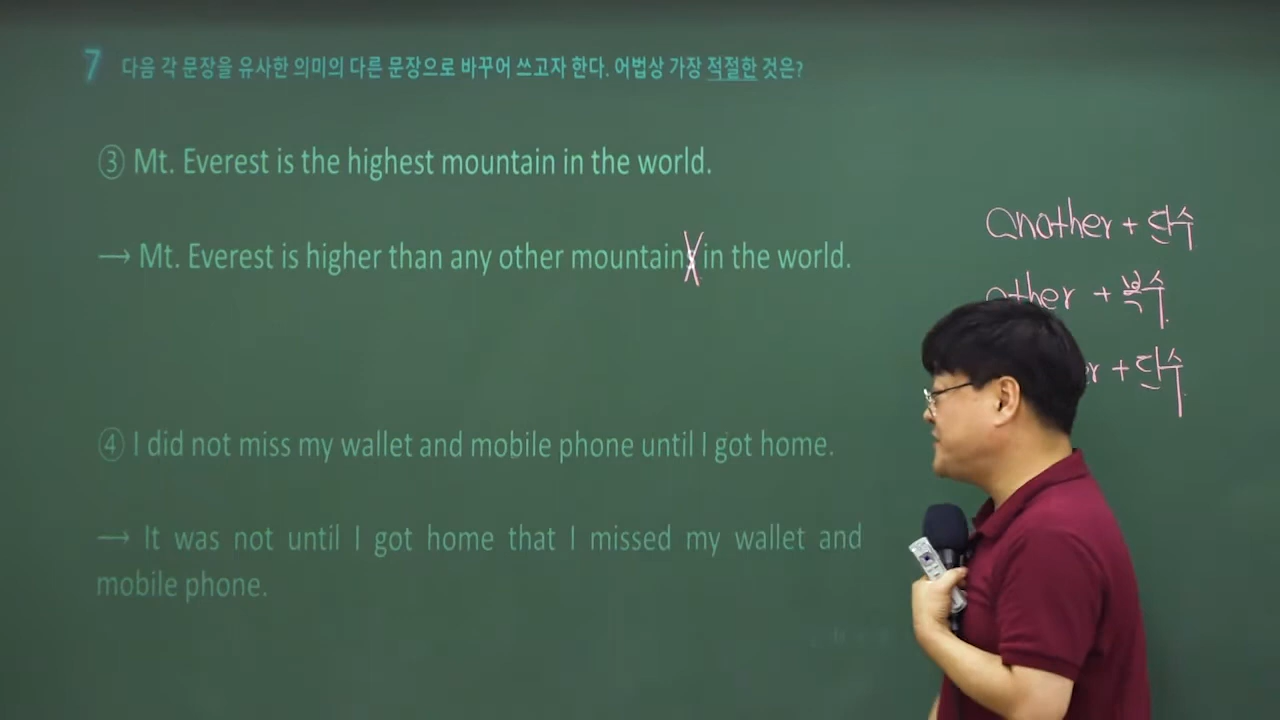 7 다음 각 문장을 유사한 의미의 다른 문장으로 바꾸어 쓰고자 한다. 어법상 가장 적절한 것은?
③ Mt. Everest is the highest mountain in the world.
→ Mt. Everest is higher than any other mountains in the world.
another + 단수
other + 복수
er + 단수
④ I did not miss my wallet and mobile phone until I got home.
→ It was not until I got home that I missed my wallet and
mobile phone.